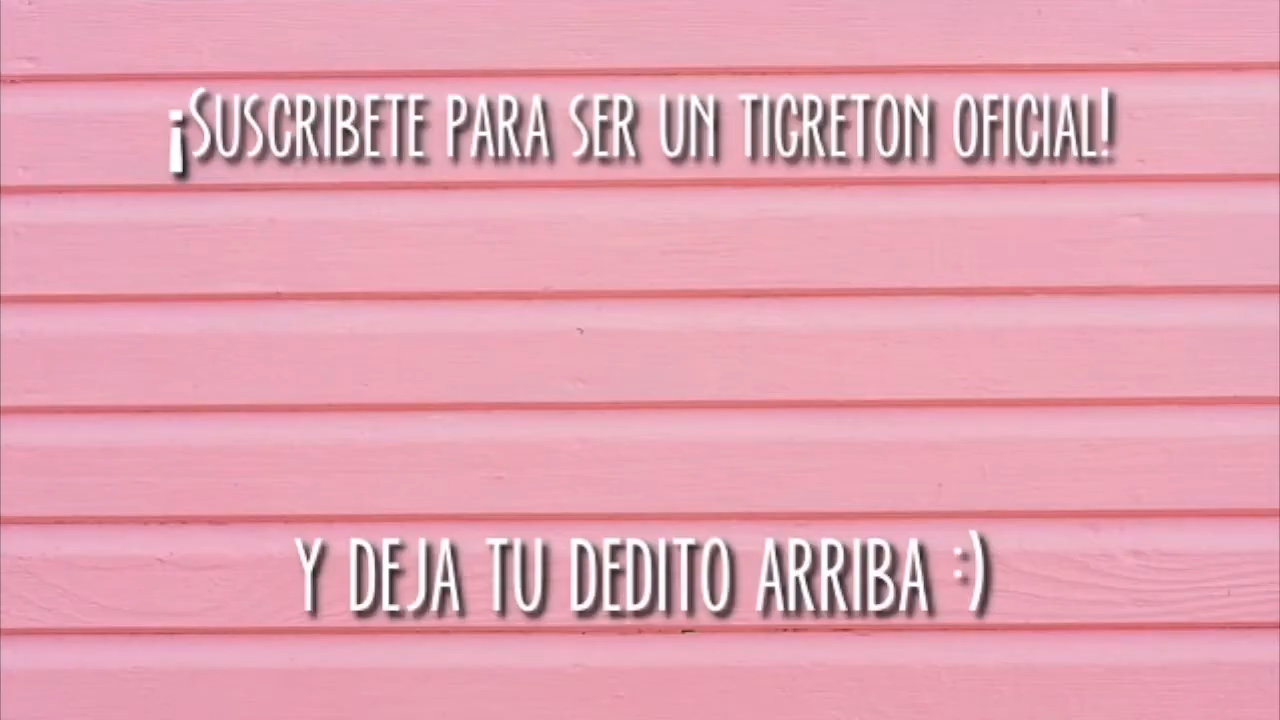 ¡SUSCRIBETE PARA SER UN TIGRETON OFICIAL!
Y DEJA TU DEDITO ARRIBA :)